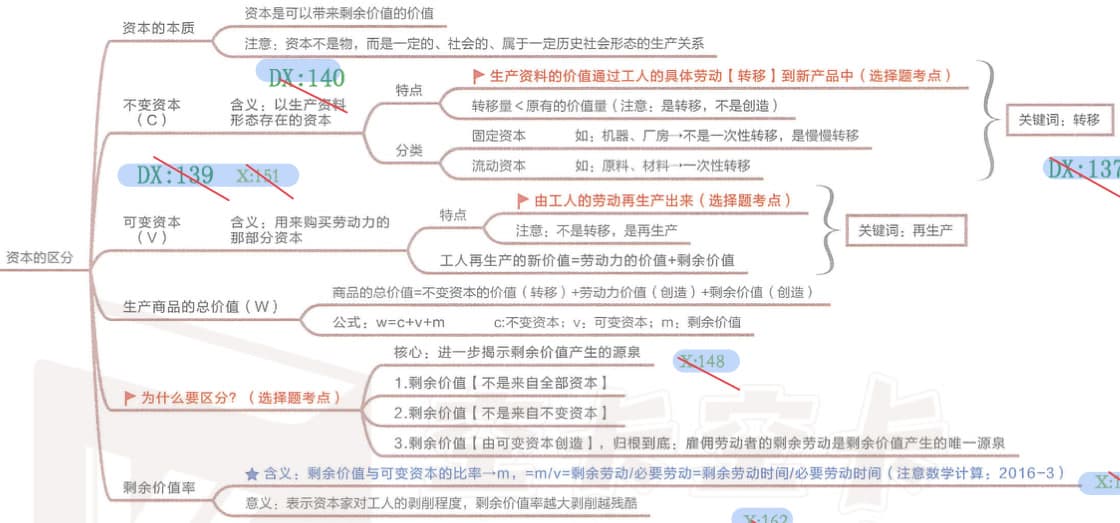 资本的区分
资本的本质
资本是可以带来剩余价值的价值
注意：资本不是物，而是一定的、社会的、属于一定历史社会形态的生产关系
DX:140
不变资本
（C）
含义：以生产资料
形态存在的资本
特点
生产资料的价值通过工人的具体劳动【转移】到新产品中（选择题考点）
转移量＜原有的价值量（注意：是转移，不是创造）
分类
固定资本 如：机器、厂房→不是一次性转移，是慢慢转移
流动资本 如：原料、材料→一次性转移
关键词：转移
DX:137
DX:139 X:151
可变资本
（V）
含义：用来购买劳动力的
那部分资本
特点
由工人的劳动再生产出来（选择题考点）
注意：不是转移，是再生产
工人再生产的新价值=劳动力的价值+剩余价值
关键词：再生产
生产商品的总价值（W）
商品的总价值=不变资本的价值（转移）+劳动力价值（创造）+剩余价值（创造）
公式：w=c+v+m c:不变资本；v：可变资本；m：剩余价值
为什么要区分？（选择题考点）
核心：进一步揭示剩余价值产生的源泉
X:148
1.剩余价值【不是来自全部资本】
2.剩余价值【不是来自不变资本】
3.剩余价值【由可变资本创造】，归根到底：雇佣劳动者的剩余劳动是剩余价值产生的唯一源泉
剩余价值率
含义：剩余价值与可变资本的比率→m，=m/v=剩余劳动/必要劳动=剩余劳动时间/必要劳动时间（注意数学计算：2016-3）
意义：表示资本家对工人的剥削程度，剩余价值率越大剥削越残酷
X:162